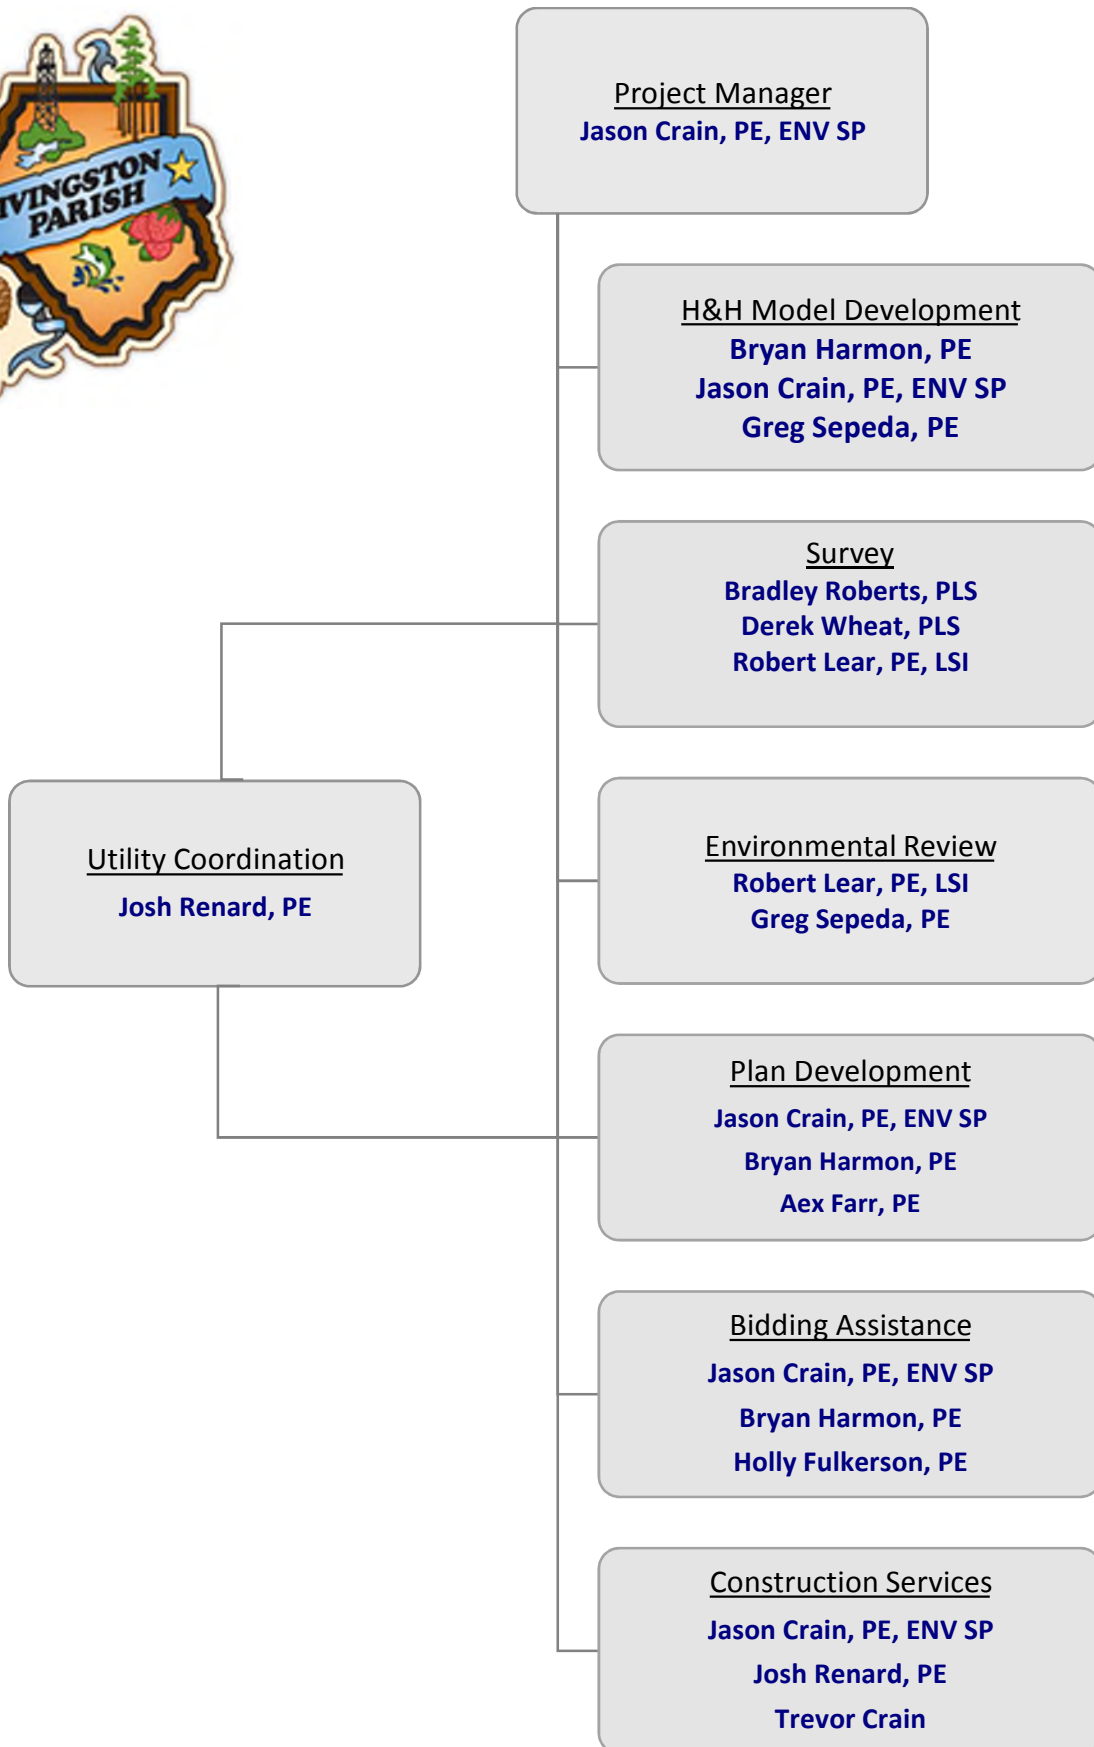 IVINGSTON
PARISH
Project Manager
Jason Crain, PE, ENV SP
H&H Model Development
Bryan Harmon, PE
Jason Crain, PE, ENV SP
Greg Sepeda, PE
Survey
Bradley Roberts, PLS
Derek Wheat, PLS
Robert Lear, PE, LSI
Utility Coordination
Josh Renard, PE
Environmental Review
Robert Lear, PE, LSI
Greg Sepeda, PE
Plan Development
Jason Crain, PE, ENV SP
Bryan Harmon, PE
Aex Farr, PE
Bidding Assistance
Jason Crain, PE, ENV SP
Bryan Harmon, PE
Holly Fulkerson, PE
Construction Services
Jason Crain, PE, ENV SP
Josh Renard, PE
Trevor Crain